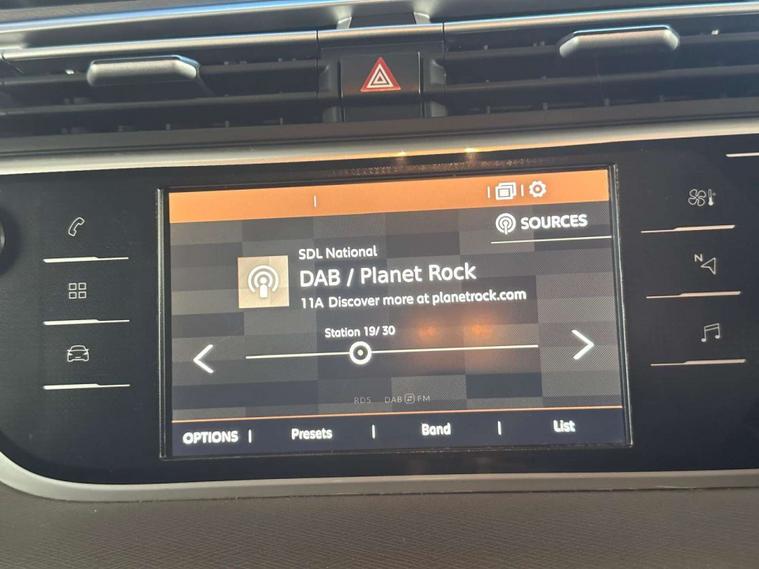 SOURCES
SDL National
DAB / Planet Rock
11A Discover more at planetrock.com
Station 19/30
RDS DAB FM
OPTIONS Presets Band List
N